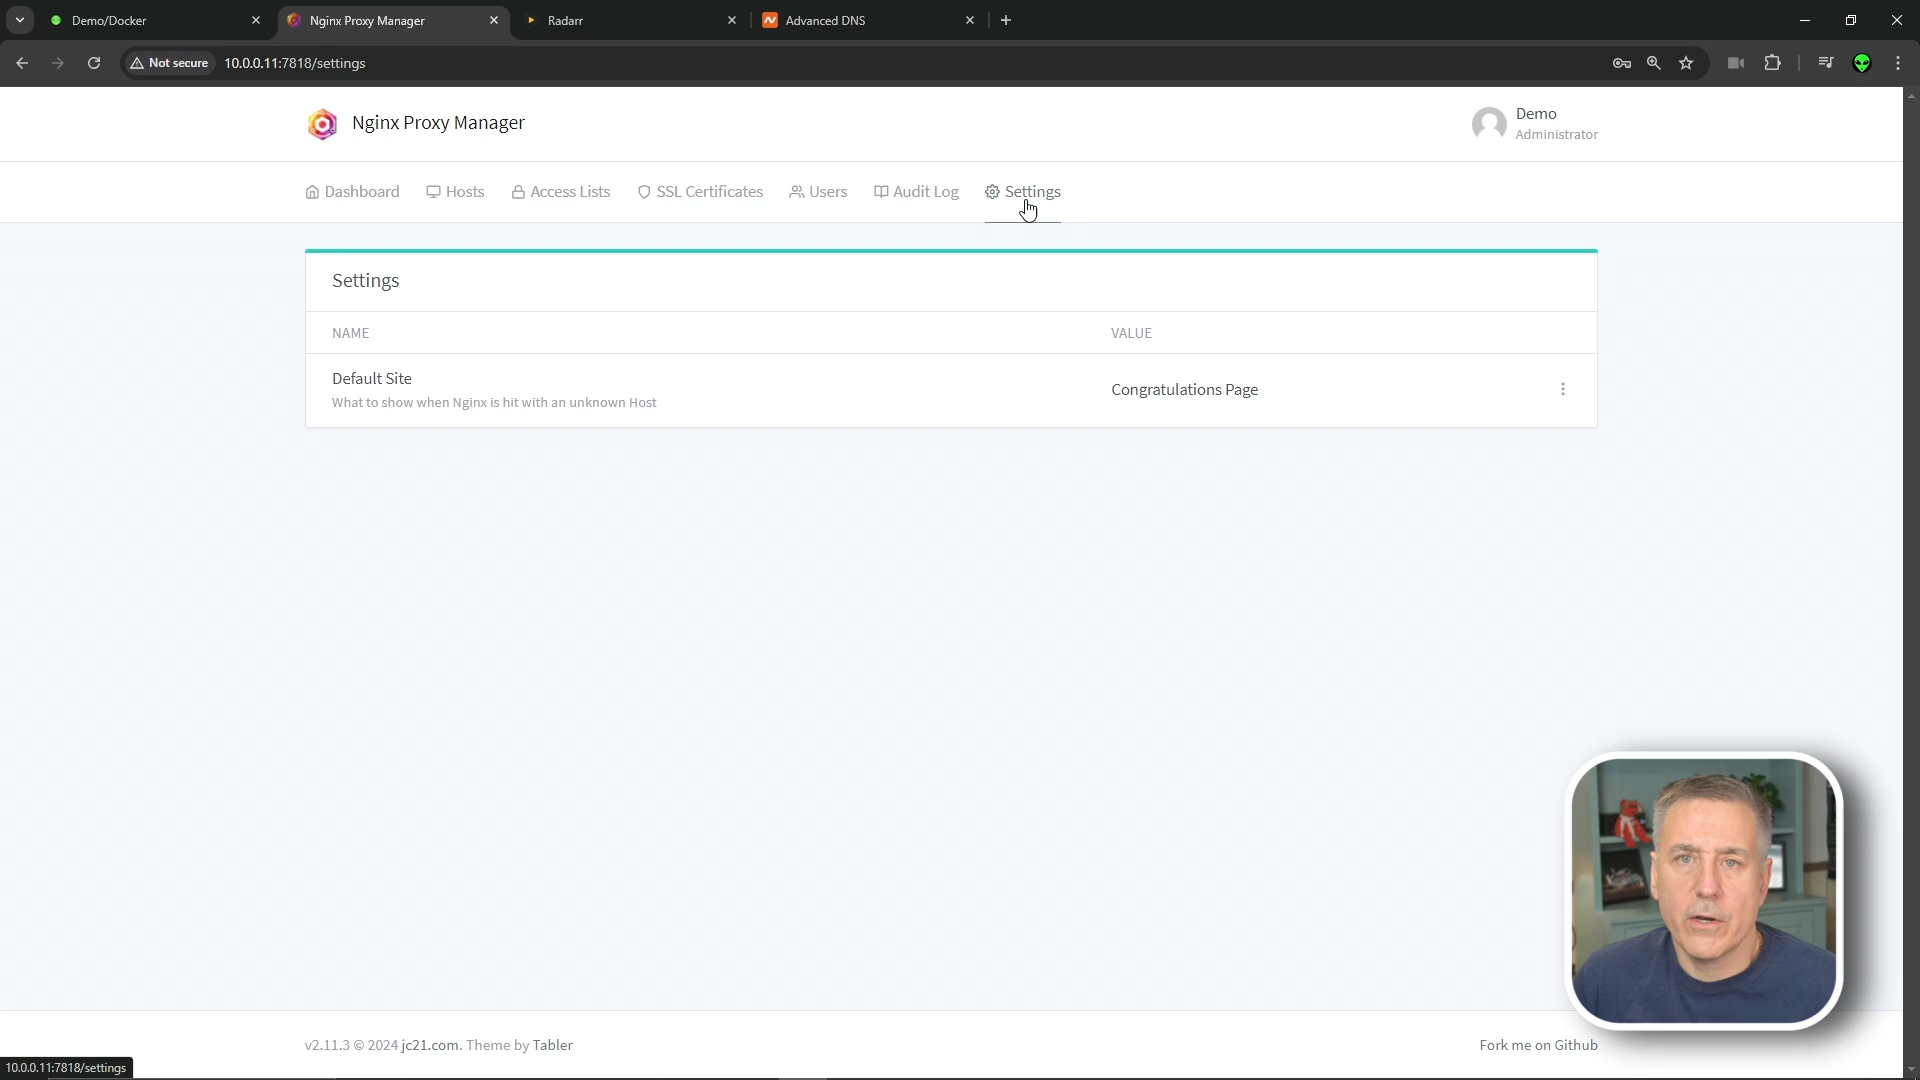 Demo/Docker
Nginx Proxy Manager
Radarr
Advanced DNS
Not secure
10.0.0.11:7818/settings
Nginx Proxy Manager
Demo
Administrator
Dashboard
Hosts
Access Lists
SSL Certificates
Users
Audit Log
Settings
Settings
NAME
VALUE
Default Site
What to show when Nginx is hit with an unknown Host
Congratulations Page
v2.11.3 © 2024 jc21.com. Theme by Tabler
Fork me on Github
10.0.0.11:7818/settings